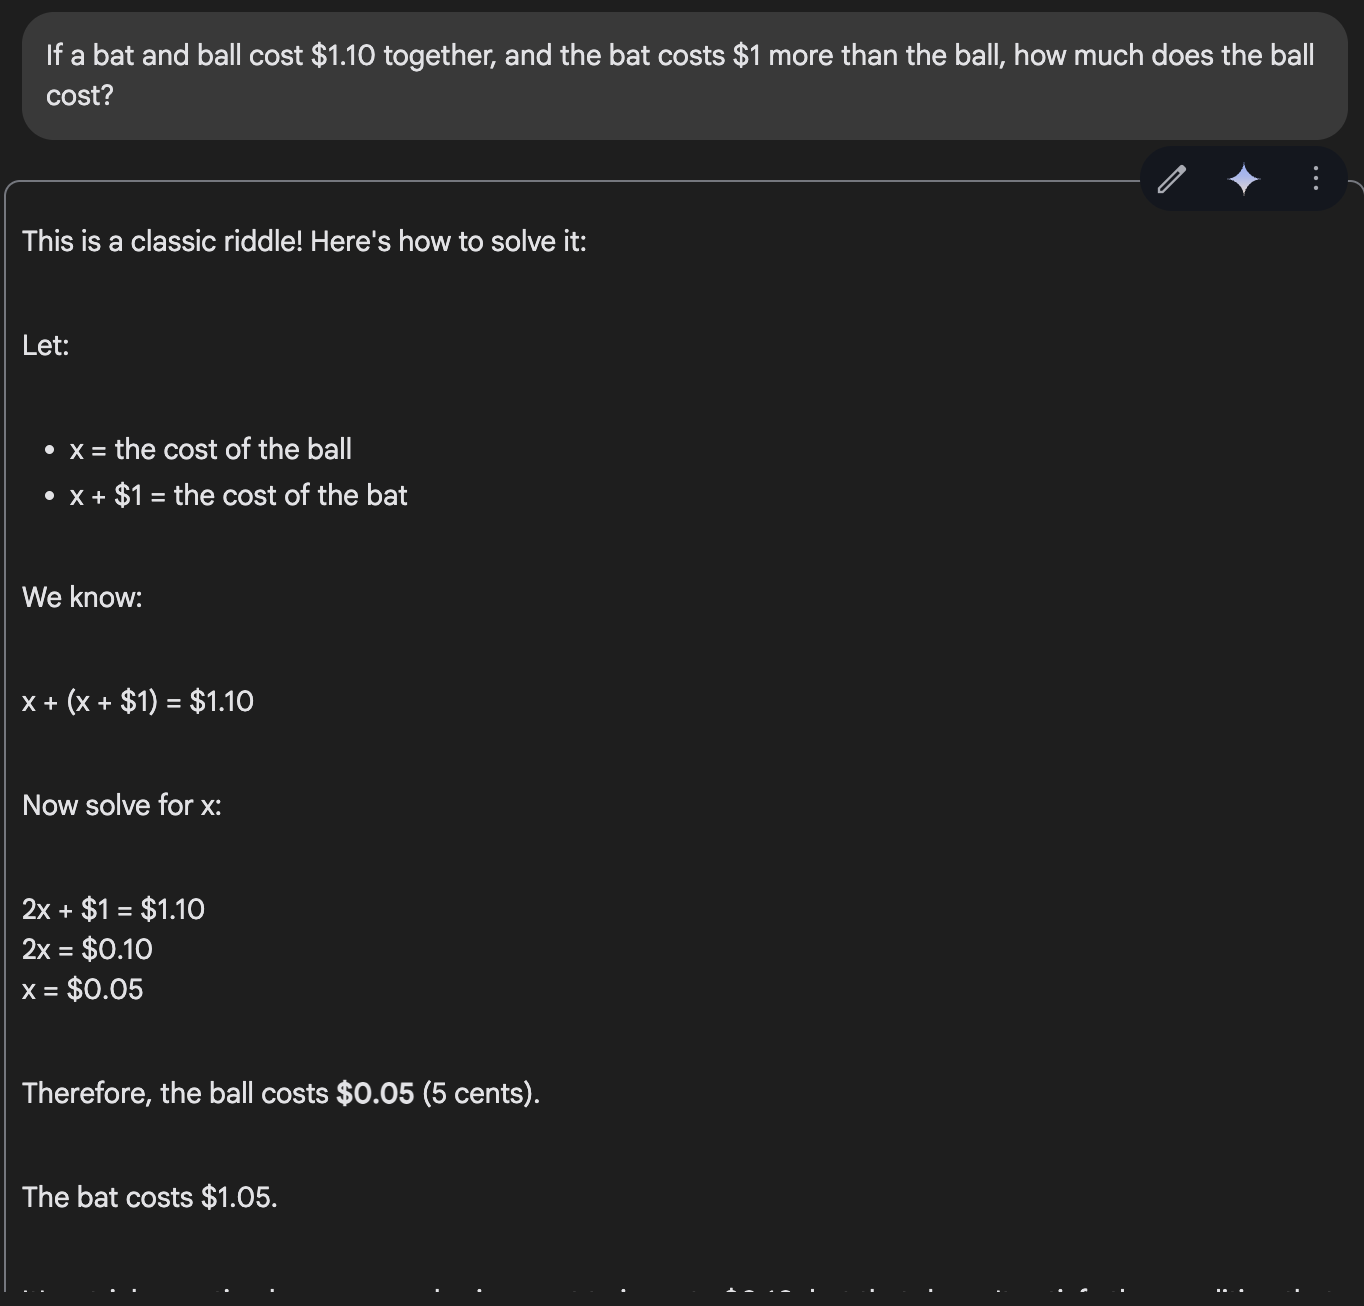 If a bat and ball cost $1.10 together, and the bat costs $1 more than the ball, how much does the ball
cost?
This is a classic riddle! Here's how to solve it:
Let:
• x = the cost of the ball
• x + $1 = the cost of the bat
We know:
x + (x + $1) = $1.10
Now solve for x:
2x + $1 = $1.10
2x = $0.10
x = $0.05
Therefore, the ball costs $0.05 (5 cents).
The bat costs $1.05.